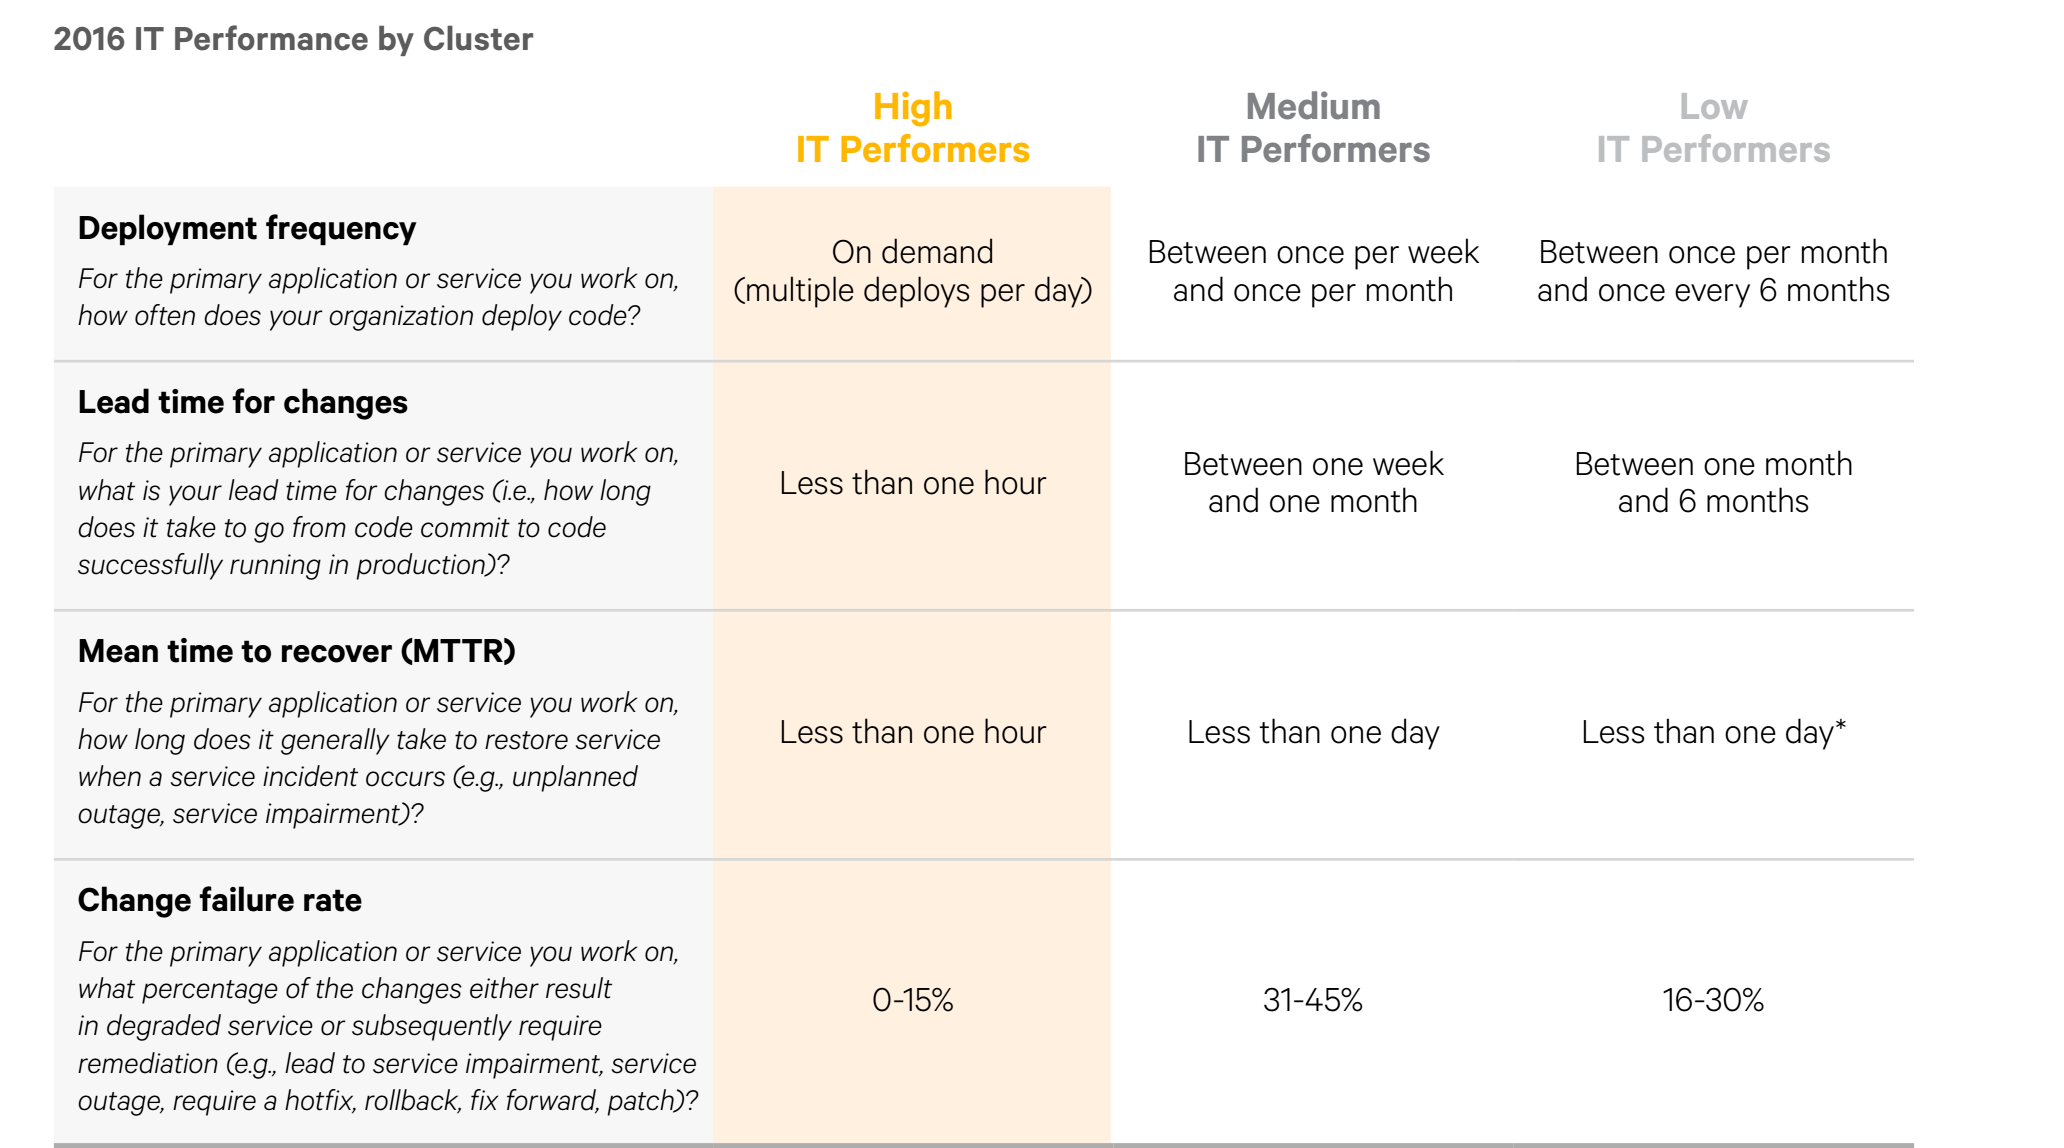 2016 IT Performance by Cluster
High
IT Performers
Medium
IT Performers
Low
IT Performers
Deployment frequency
For the primary application or service you work on,
how often does your organization deploy code?
On demand
(multiple deploys per day)
Between once per week
and once per month
Between once per month
and once every 6 months
Lead time for changes
For the primary application or service you work on,
what is your lead time for changes (i.e., how long
does it take to go from code commit to code
successfully running in production)?
Less than one hour
Between one week
and one month
Between one month
and 6 months
Mean time to recover (MTTR)
For the primary application or service you work on,
how long does it generally take to restore service
when a service incident occurs (e.g., unplanned
outage, service impairment)?
Less than one hour
Less than one day
Less than one day*
Change failure rate
For the primary application or service you work on,
what percentage of the changes either result
in degraded service or subsequently require
remediation (e.g., lead to service impairment, service
outage, require a hotfix, rollback, fix forward, patch)?
0-15%
31-45%
16-30%